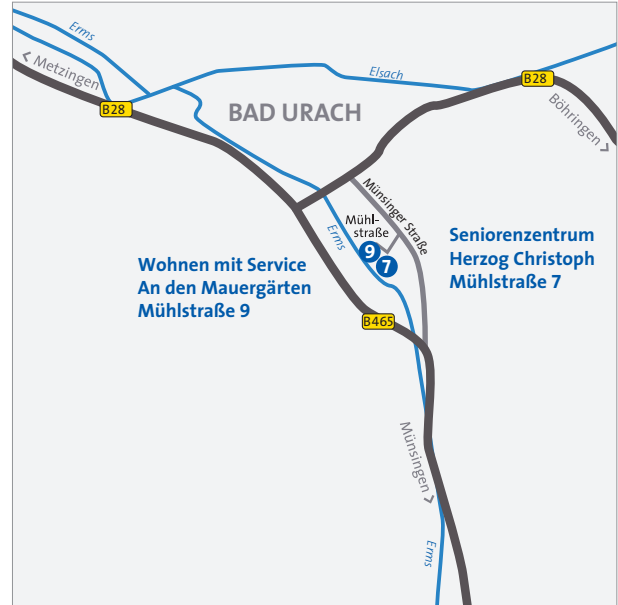 Erms
< Metzingen
B28
Elsach
B28
Böhringen >
BAD URACH
Münsinger Straße
Mühl-
straße
9
7
Erms
Wohnen mit Service
An den Mauergärten
Mühlstraße 9
Seniorenzentrum
Herzog Christoph
Mühlstraße 7
B465
Münsingen >
Erms